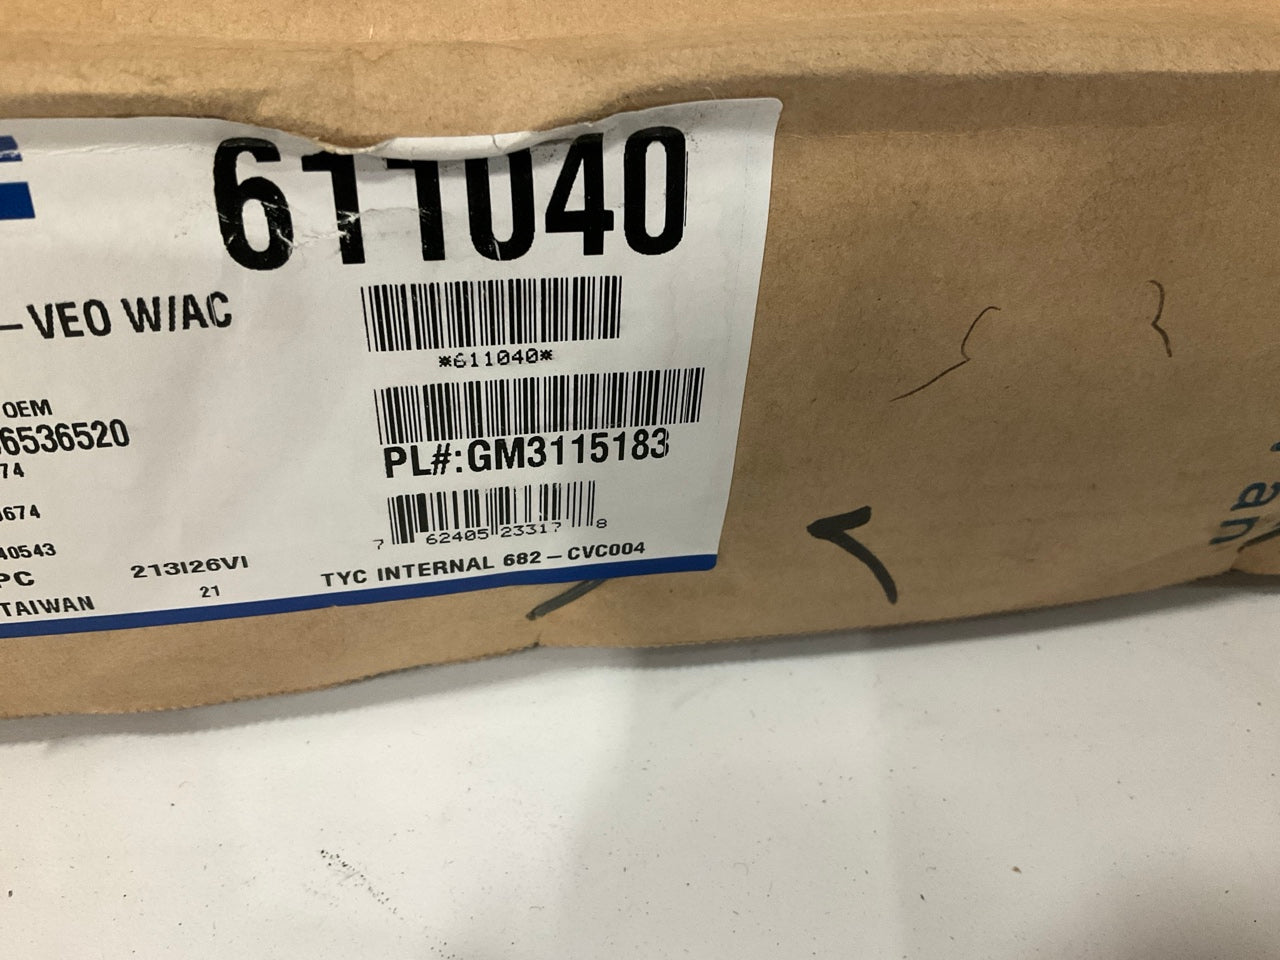 611040
–VEO W/AC
*611040*
OEM
6536520
PL#:GM3115183
74
674
7 62405 23317 8
40543
PC
213I26VI
TYC INTERNAL 682–CVC004
TAIWAN
21
an